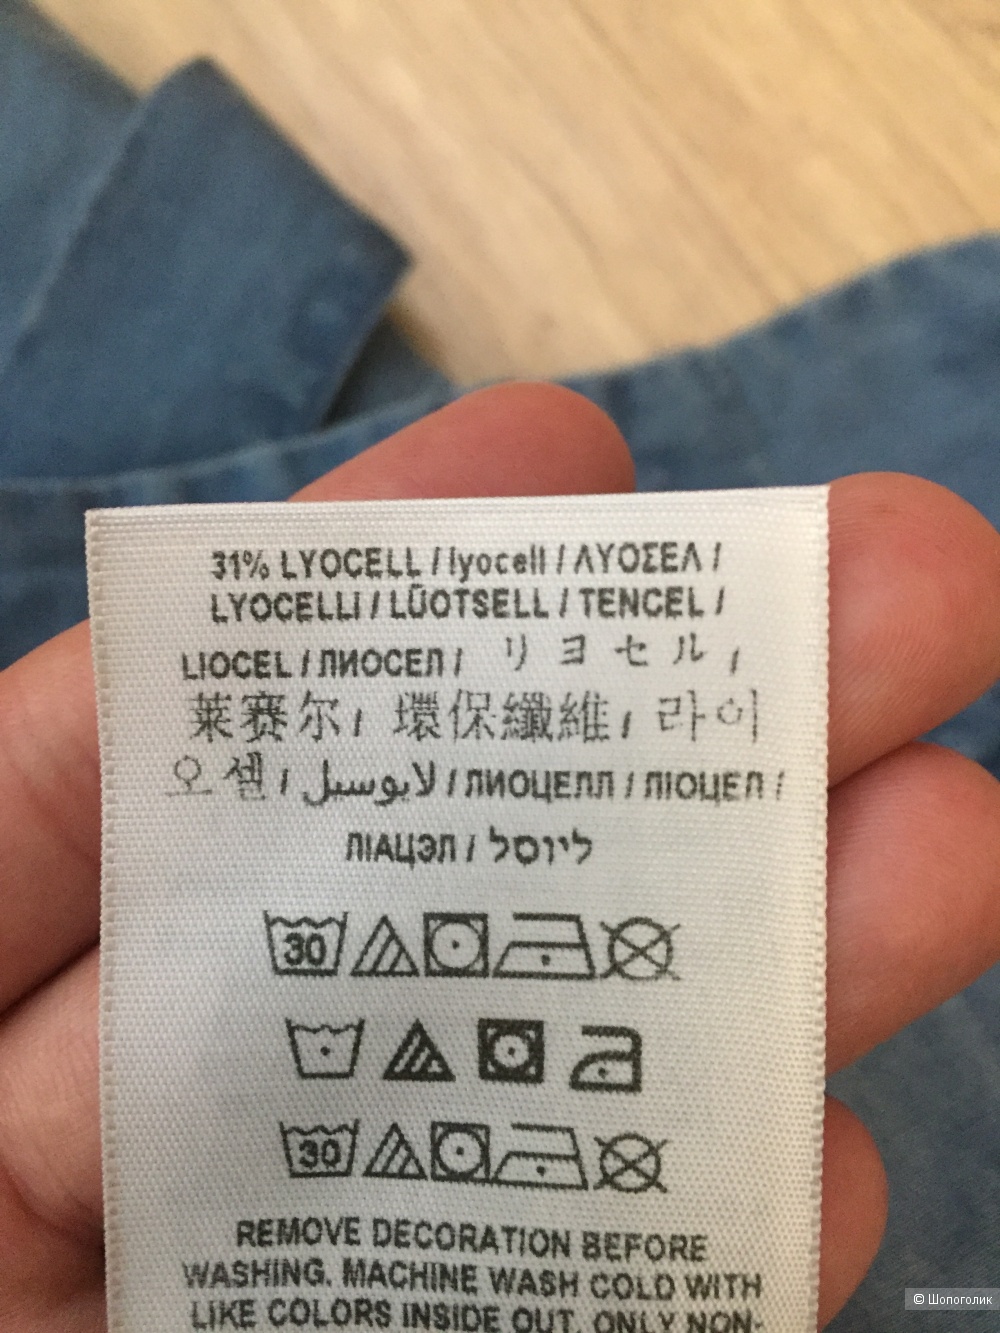 31% LYOCELL / lyocell / ΛΥΟΣΕΛ /
LYOCELLI / LÜOTSELL / TENCEL /
LIOCEL / ЛИОСЕЛ / リヨセル /
莱赛尔 / 環保纖維 / 라이
오셀 / لايوسيل / ЛИОЦЕЛЛ / ЛІОЦЕЛ /
ЛІАЦЭЛ / ליוסל
30
30
REMOVE DECORATION BEFORE
WASHING. MACHINE WASH COLD WITH
LIKE COLORS INSIDE OUT. ONLY NON-
© Шопоголик